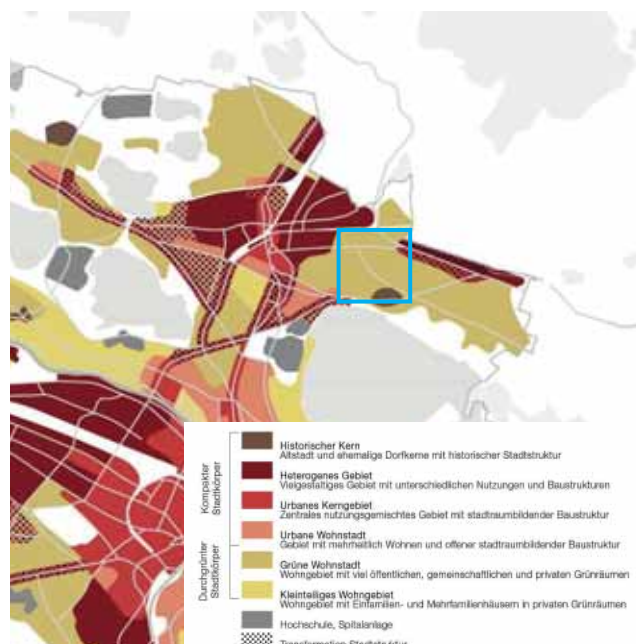 Kompakter
Stadtkörper
Historischer Kern
Altstadt und ehemalige Dorfkerne mit historischer Stadtstruktur
Heterogenes Gebiet
Vielgestaltiges Gebiet mit unterschiedlichen Nutzungen und Baustrukturen
Urbanes Kerngebiet
Zentrales nutzungsgemischtes Gebiet mit stadtraumbildender Baustruktur
Urbane Wohnstadt
Gebiet mit mehrheitlich Wohnen und offener stadtraumbildender Baustruktur
Durchgrünter
Stadtkörper
Grüne Wohnstadt
Wohngebiet mit viel öffentlichen, gemeinschaftlichen und privaten Grünräumen
Kleinteiliges Wohngebiet
Wohngebiet mit Einfamilien- und Mehrfamilienhäusern in privaten Grünräumen
Hochschule, Spitalanlage
Transformation Stadtstruktur